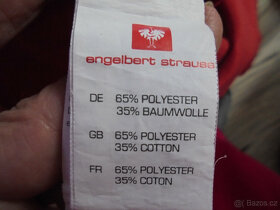 engelbert strauss
DE 65% POLYESTER
35% BAUMWOLLE
GB 65% POLYESTER
35% COTTON
FR 65% POLYESTER
35% COTON
Bazos.cz